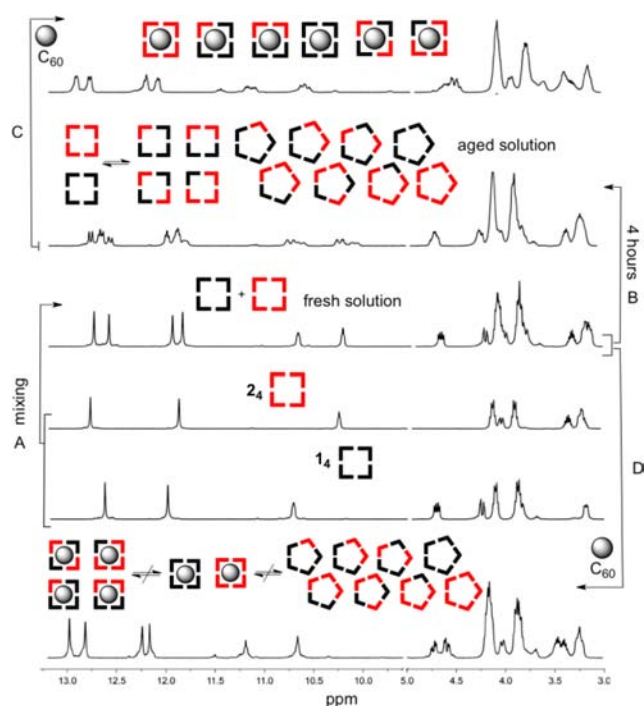 C60
C
aged solution
4 hours
B
fresh solution
+
mixing
A
24
14
D
C60
13.0 12.5 12.0 11.5 11.0 10.5 10.0 5.0 4.5 4.0 3.5 3.0
ppm